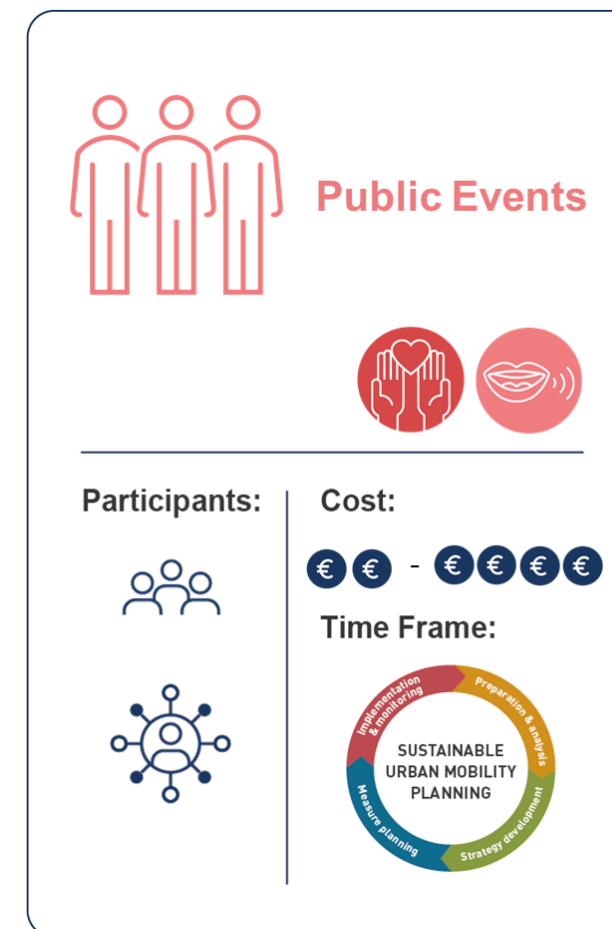 Public Events
Participants:
Cost:
€ € - € € € €
Time Frame:
Implementation
& monitoring
Preparation & analysis
SUSTAINABLE
URBAN MOBILITY
PLANNING
Measure planning
Strategy development